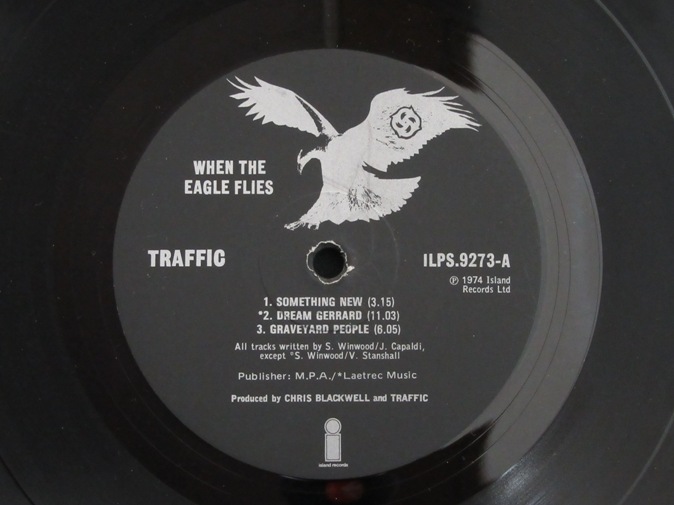 WHEN THE
EAGLE FLIES
TRAFFIC
ILPS.9273-A
℗ 1974 Island
Records Ltd
1. SOMETHING NEW (3.15)
*2. DREAM GERRARD (11.03)
3. GRAVEYARD PEOPLE (6.05)
All tracks written by S. Winwood/J. Capaldi,
except *S. Winwood/V. Stanshall
Publisher: M.P.A./*Laetrec Music
Produced by CHRIS BLACKWELL and TRAFFIC
island records